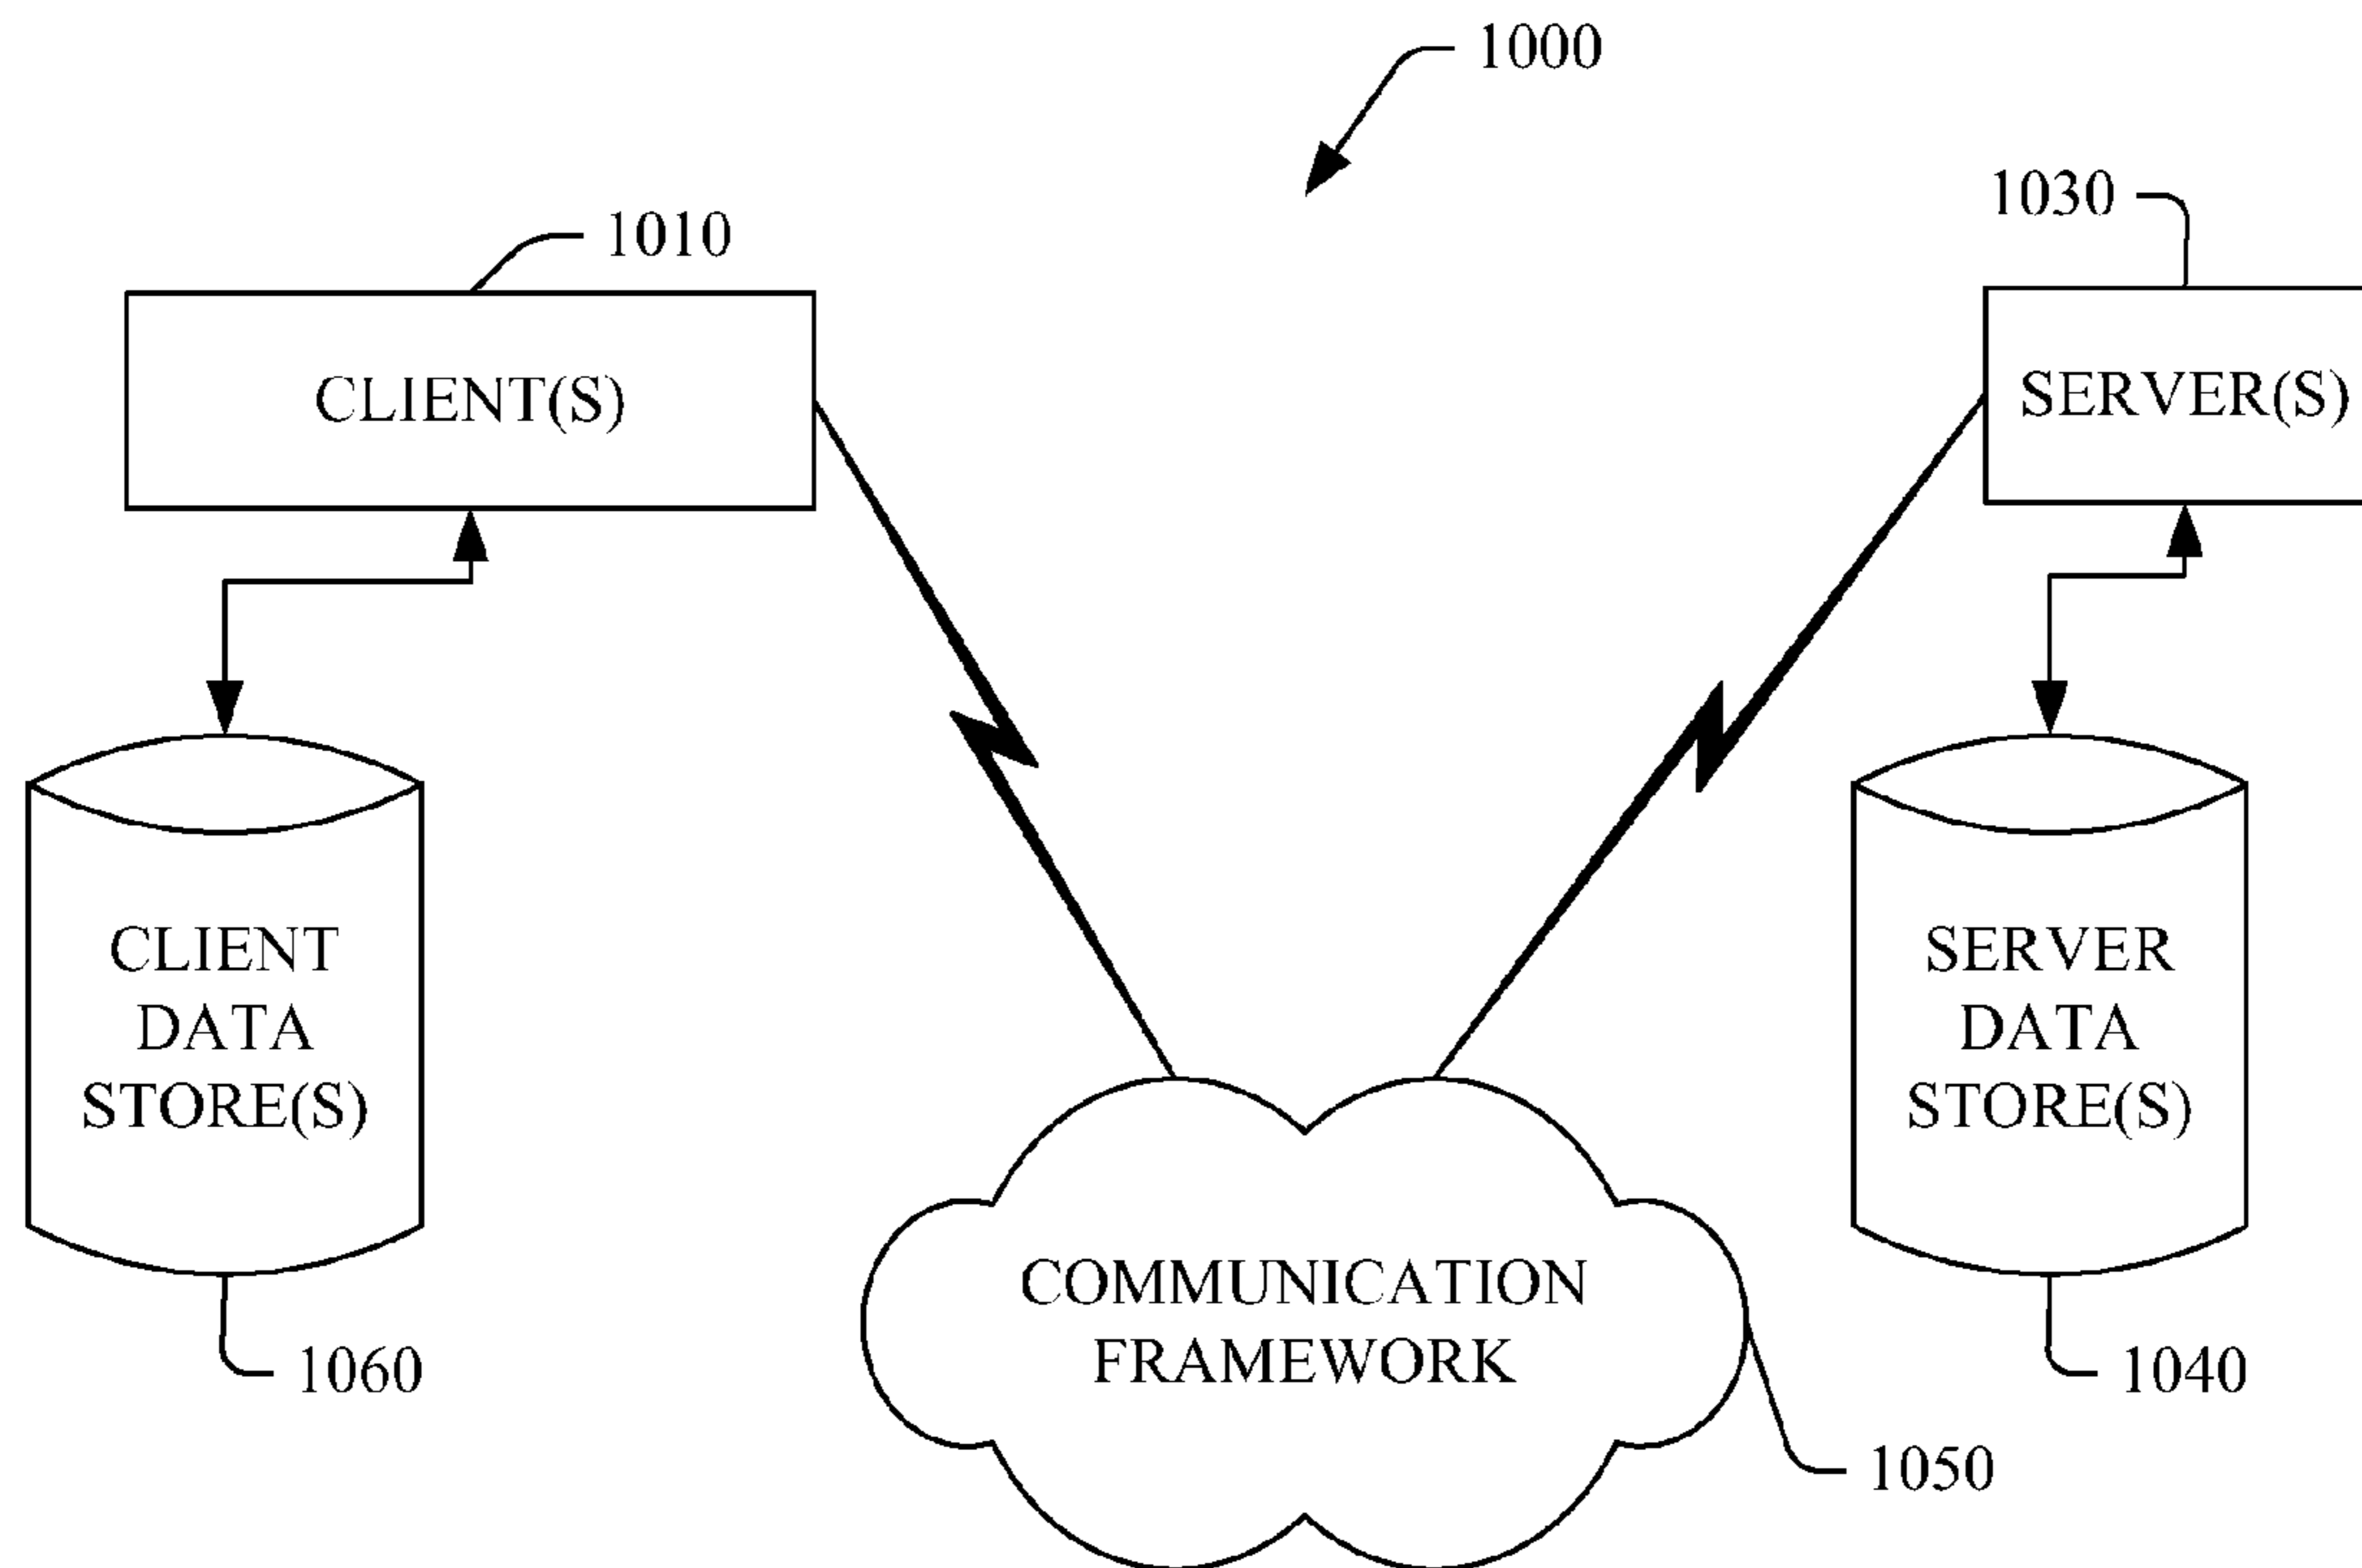 1000
1010
1030
CLIENT(S)
SERVER(S)
CLIENT
DATA
STORE(S)
SERVER
DATA
STORE(S)
COMMUNICATION
FRAMEWORK
1060
1040
1050